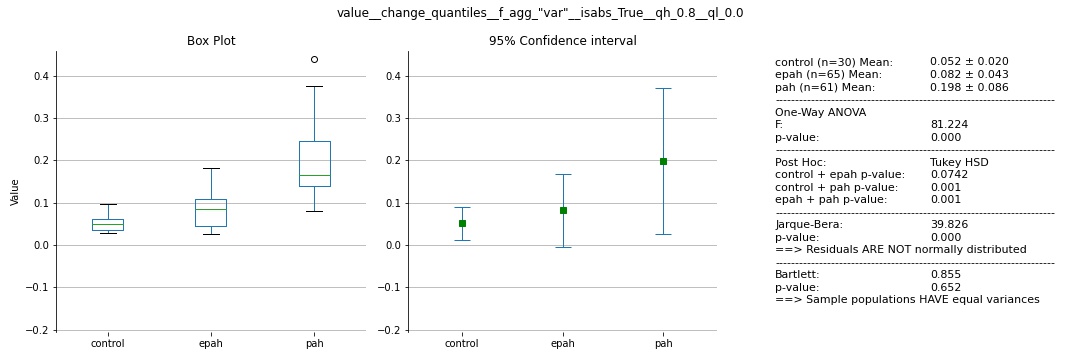 value__change_quantiles__f_agg_"var"__isabs_True__qh_0.8__ql_0.0
Box Plot
Value
0.4
0.3
0.2
0.1
0.0
−0.1
−0.2
control epah pah
95% Confidence interval
0.4
0.3
0.2
0.1
0.0
−0.1
−0.2
control epah pah
control (n=30) Mean: 0.052 ± 0.020
epah (n=65) Mean: 0.082 ± 0.043
pah (n=61) Mean: 0.198 ± 0.086
One-Way ANOVA
F: 81.224
p-value: 0.000
Post Hoc: Tukey HSD
control + epah p-value: 0.0742
control + pah p-value: 0.001
epah + pah p-value: 0.001
Jarque-Bera: 39.826
p-value: 0.000
==> Residuals ARE NOT normally distributed
Bartlett: 0.855
p-value: 0.652
==> Sample populations HAVE equal variances